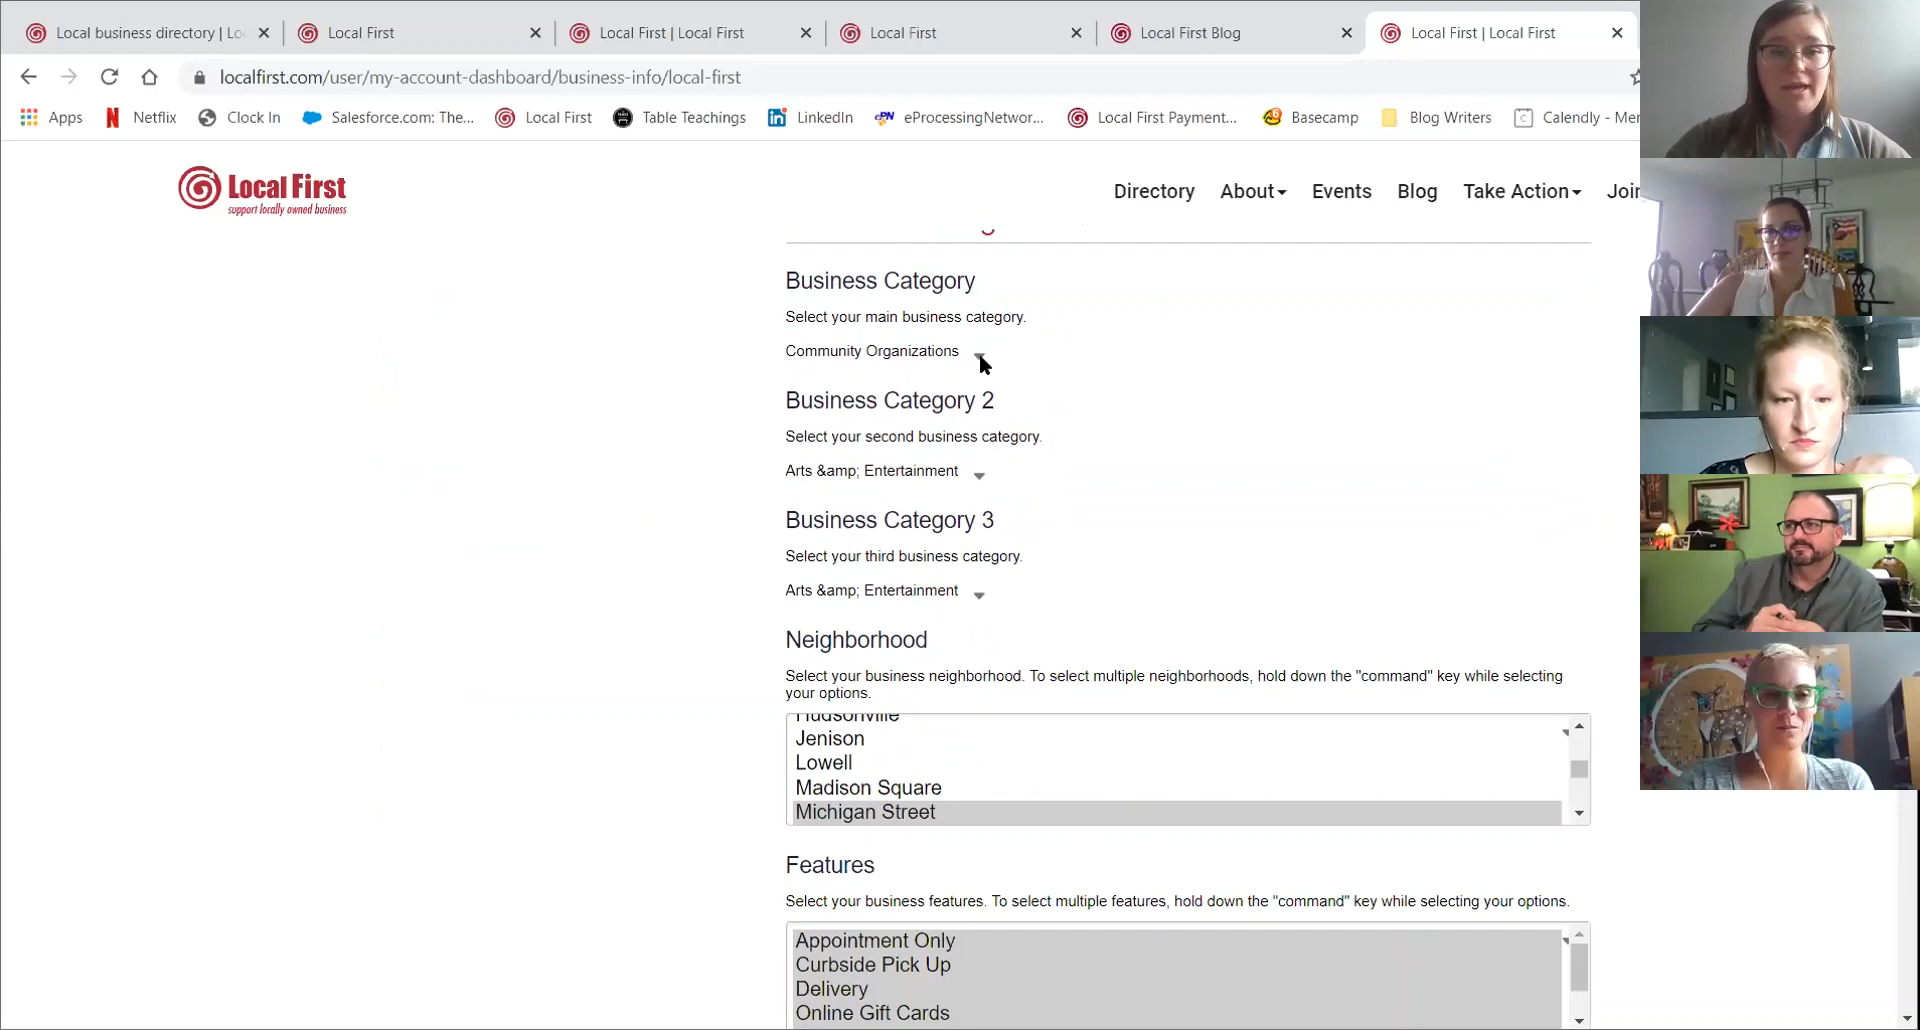 Local business directory | Lo
Local First
Local First | Local First
Local First
Local First Blog
Local First | Local First
localfirst.com/user/my-account-dashboard/business-info/local-first
Apps
Netflix
Clock In
Salesforce.com: The...
Local First
Table Teachings
LinkedIn
eProcessingNetwor...
Local First Payment...
Basecamp
Blog Writers
Calendly - Mer
Local First
support locally owned business
Directory
About
Events
Blog
Take Action
Join
Business Category
Select your main business category.
Community Organizations
Business Category 2
Select your second business category.
Arts &amp; Entertainment
Business Category 3
Select your third business category.
Arts &amp; Entertainment
Neighborhood
Select your business neighborhood. To select multiple neighborhoods, hold down the "command" key while selecting
your options.
Hudsonville
Jenison
Lowell
Madison Square
Michigan Street
Features
Select your business features. To select multiple features, hold down the "command" key while selecting your options.
Appointment Only
Curbside Pick Up
Delivery
Online Gift Cards